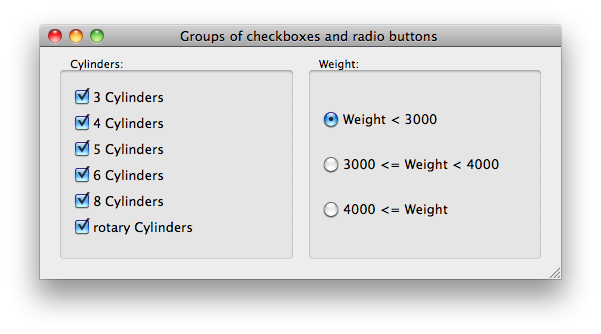 Groups of checkboxes and radio buttons
Cylinders:
3 Cylinders
4 Cylinders
5 Cylinders
6 Cylinders
8 Cylinders
rotary Cylinders
Weight:
Weight < 3000
3000 <= Weight < 4000
4000 <= Weight